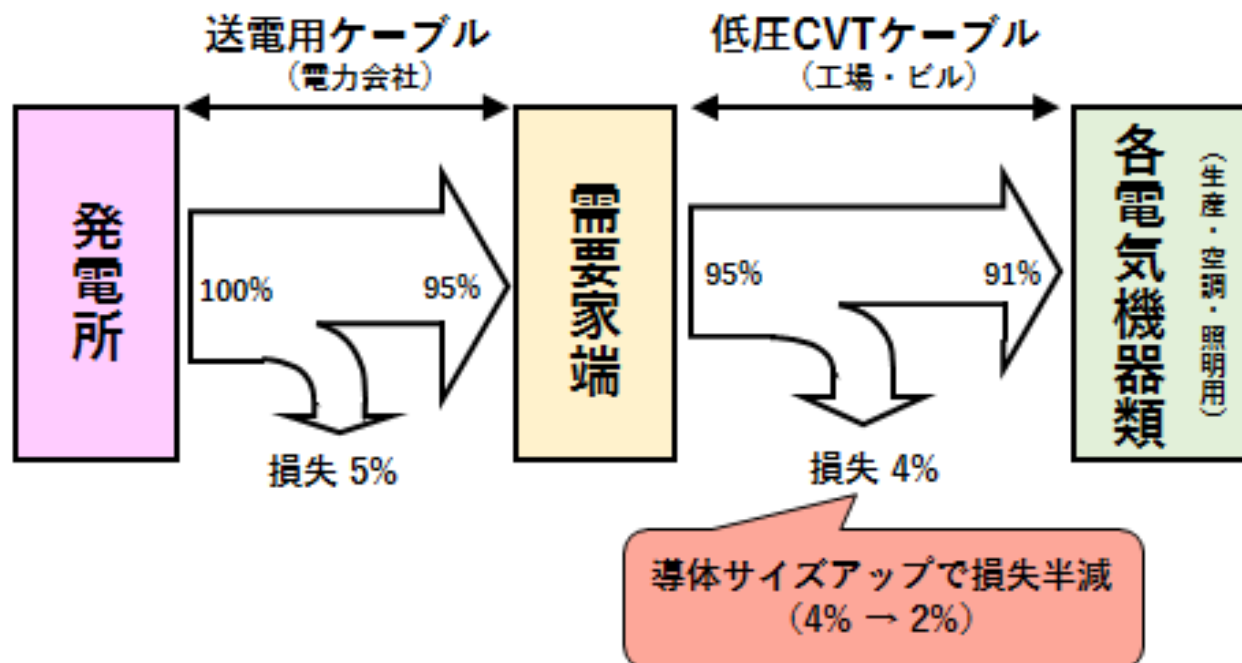 送電用ケーブル
（電力会社）
低圧CVTケーブル
（工場・ビル）
発電所
100%
95%
損失 5%
需要家端
95%
91%
損失 4%
各電気機器類
（生産・空調・照明用）
導体サイズアップで損失半減
（4% → 2%）